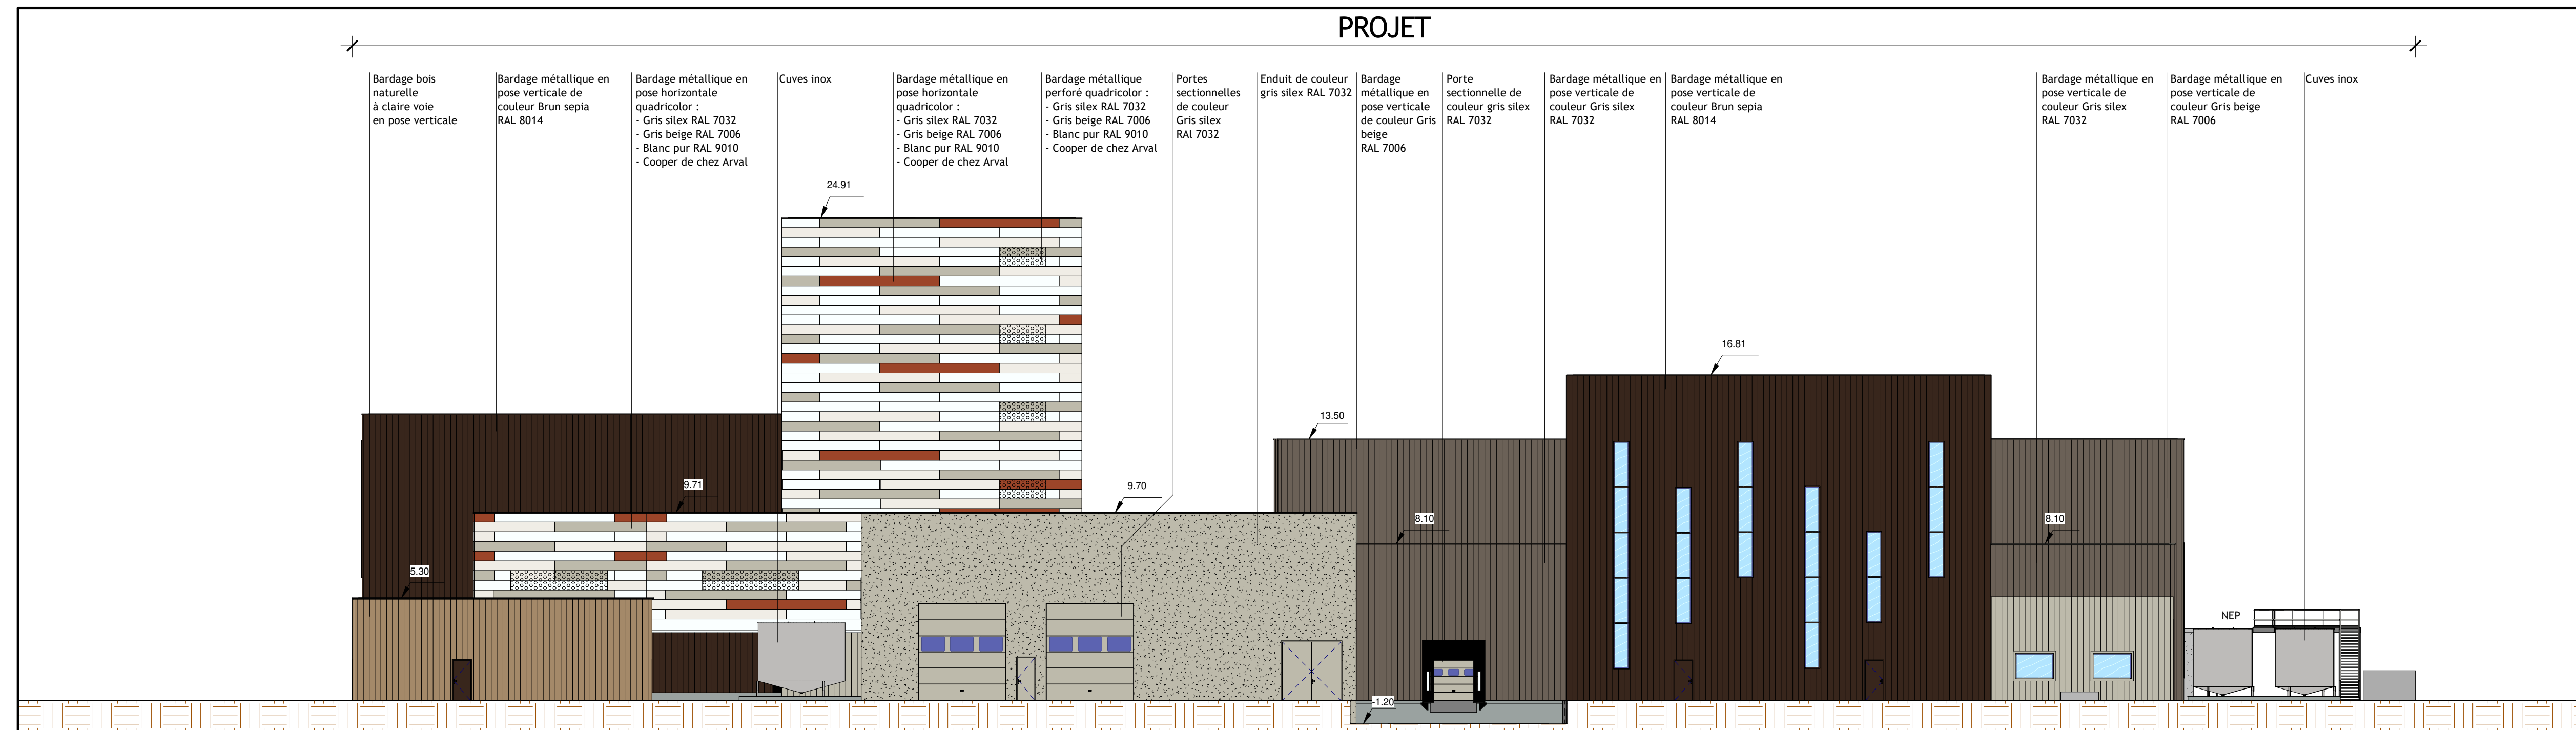 PROJET
Bardage bois
naturelle
à claire voie
en pose verticale
Bardage métallique en
pose verticale de
couleur Brun sepia
RAL 8014
Bardage métallique en
pose horizontale
quadricolor :
- Gris silex RAL 7032
- Gris beige RAL 7006
- Blanc pur RAL 9010
- Cooper de chez Arval
Cuves inox
Bardage métallique en
pose horizontale
quadricolor :
- Gris silex RAL 7032
- Gris beige RAL 7006
- Blanc pur RAL 9010
- Cooper de chez Arval
Bardage métallique
perforé quadricolor :
- Gris silex RAL 7032
- Gris beige RAL 7006
- Blanc pur RAL 9010
- Cooper de chez Arval
Portes
sectionnelles
de couleur
Gris silex
RAl 7032
Enduit de couleur
gris silex RAL 7032
Bardage
métallique en
pose verticale
de couleur Gris
beige
RAL 7006
Porte
sectionnelle de
couleur gris silex
RAL 7032
Bardage métallique en
pose verticale de
couleur Gris silex
RAL 7032
Bardage métallique en
pose verticale de
couleur Brun sepia
RAL 8014
Bardage métallique en
pose verticale de
couleur Gris silex
RAL 7032
Bardage métallique en
pose verticale de
couleur Gris beige
RAL 7006
Cuves inox
24.91
16.81
13.50
9.71
9.70
8.10
8.10
5.30
NEP
-1.20